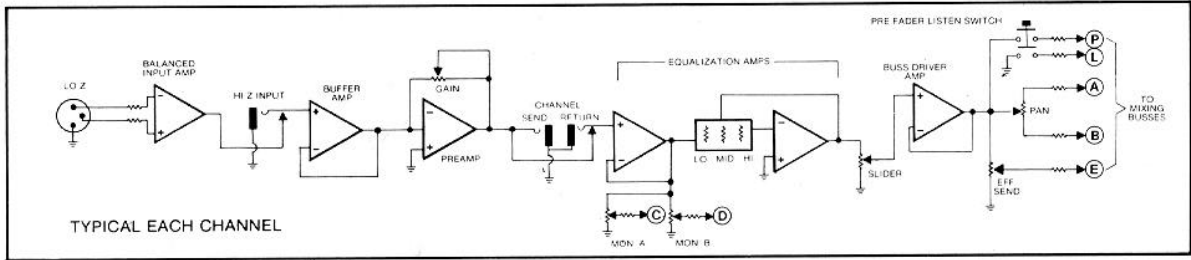 PRE FADER LISTEN SWITCH
P
L
LO Z
BALANCED
INPUT AMP
HI Z INPUT
BUFFER
AMP
GAIN
PREAMP
CHANNEL
SEND RETURN
EQUALIZATION AMPS
LO MID HI
SLIDER
BUSS DRIVER
AMP
A
PAN
B
E
EFF
SEND
TO
MIXING
BUSSES
C
D
MON A
MON B
TYPICAL EACH CHANNEL